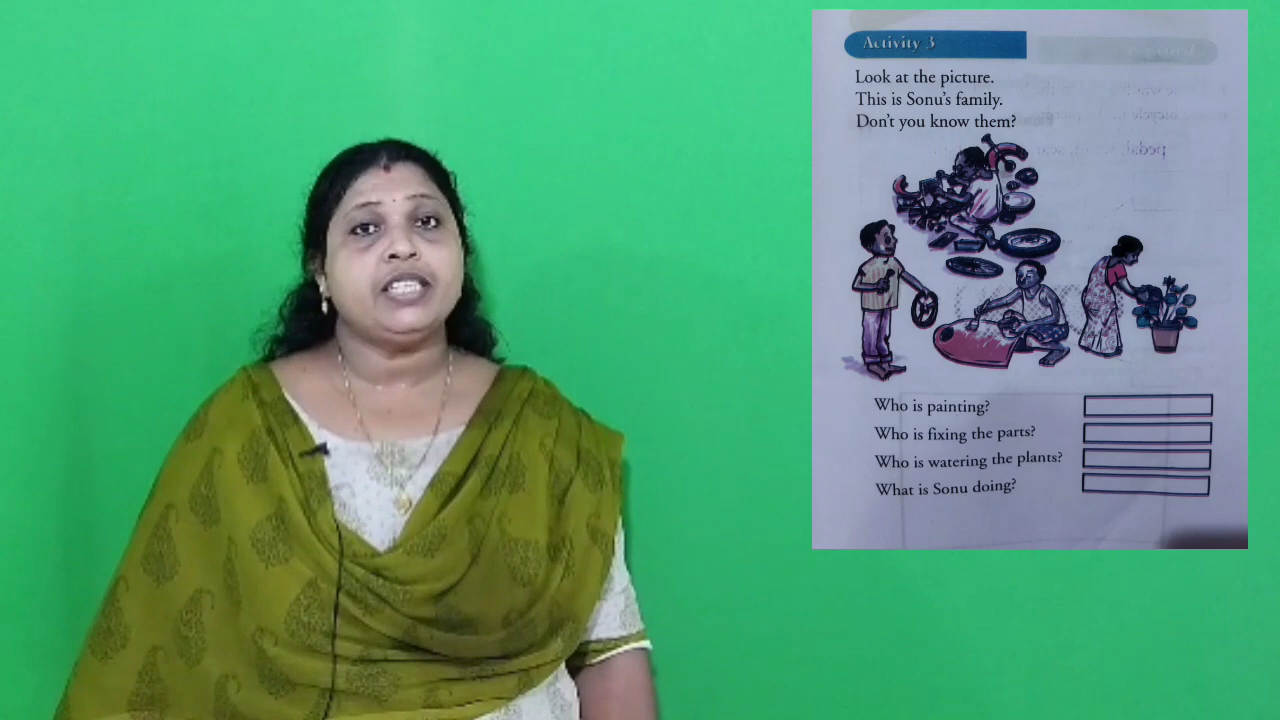 Activity 3
Look at the picture.
This is Sonu's family.
Don't you know them?
Who is painting?
Who is fixing the parts?
Who is watering the plants?
What is Sonu doing?